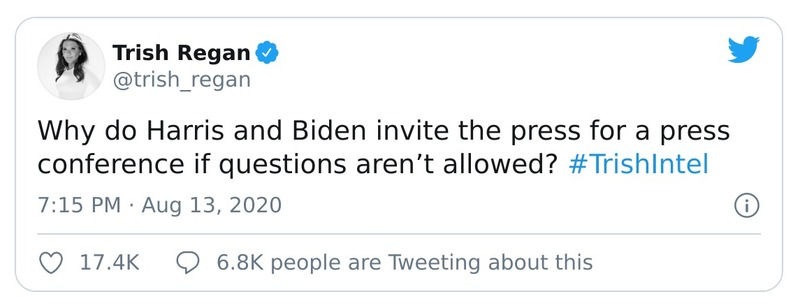 Trish Regan
@trish_regan
Why do Harris and Biden invite the press for a press
conference if questions aren’t allowed? #TrishIntel
7:15 PM · Aug 13, 2020
17.4K 6.8K people are Tweeting about this